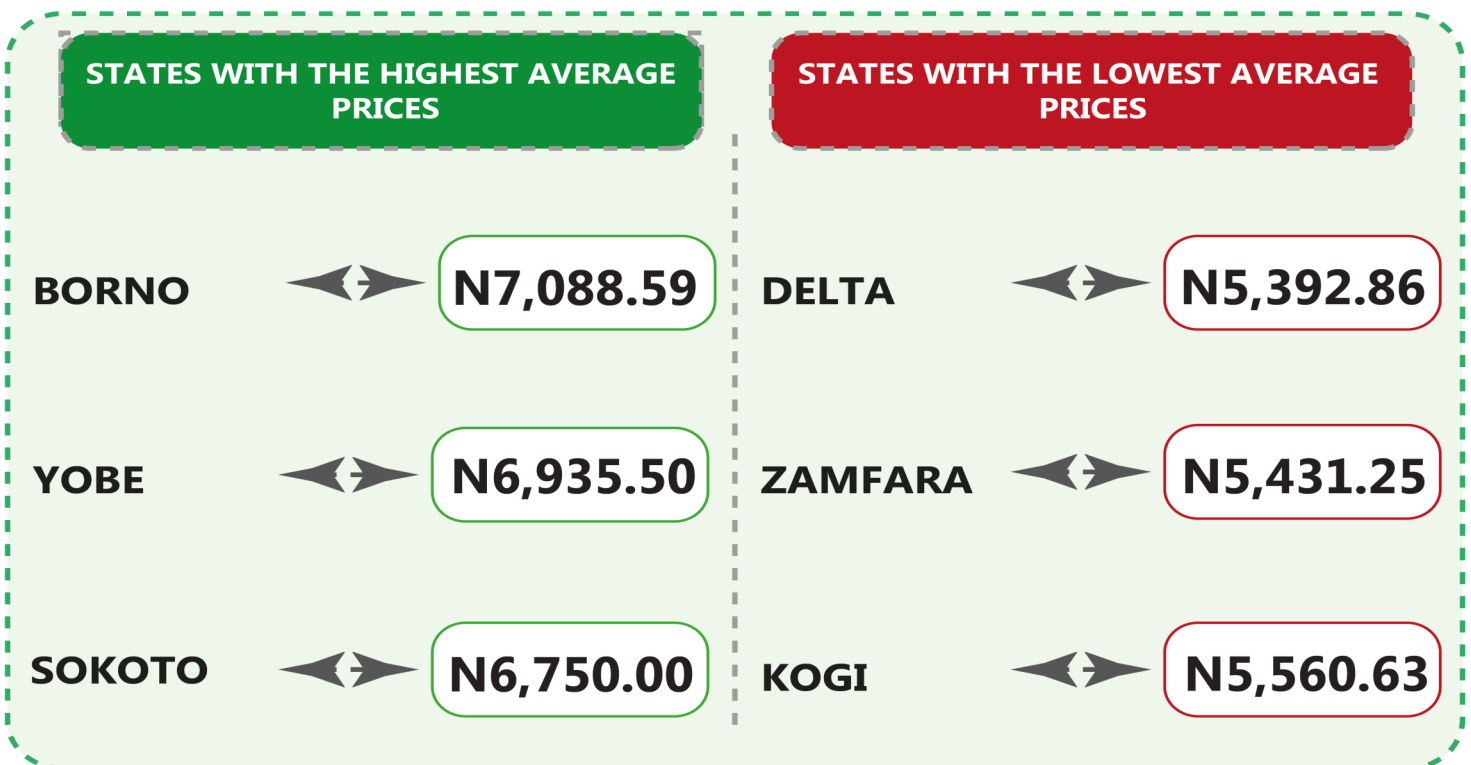 STATES WITH THE HIGHEST AVERAGE
PRICES
BORNO
N7,088.59
YOBE
N6,935.50
SOKOTO
N6,750.00
STATES WITH THE LOWEST AVERAGE
PRICES
DELTA
N5,392.86
ZAMFARA
N5,431.25
KOGI
N5,560.63